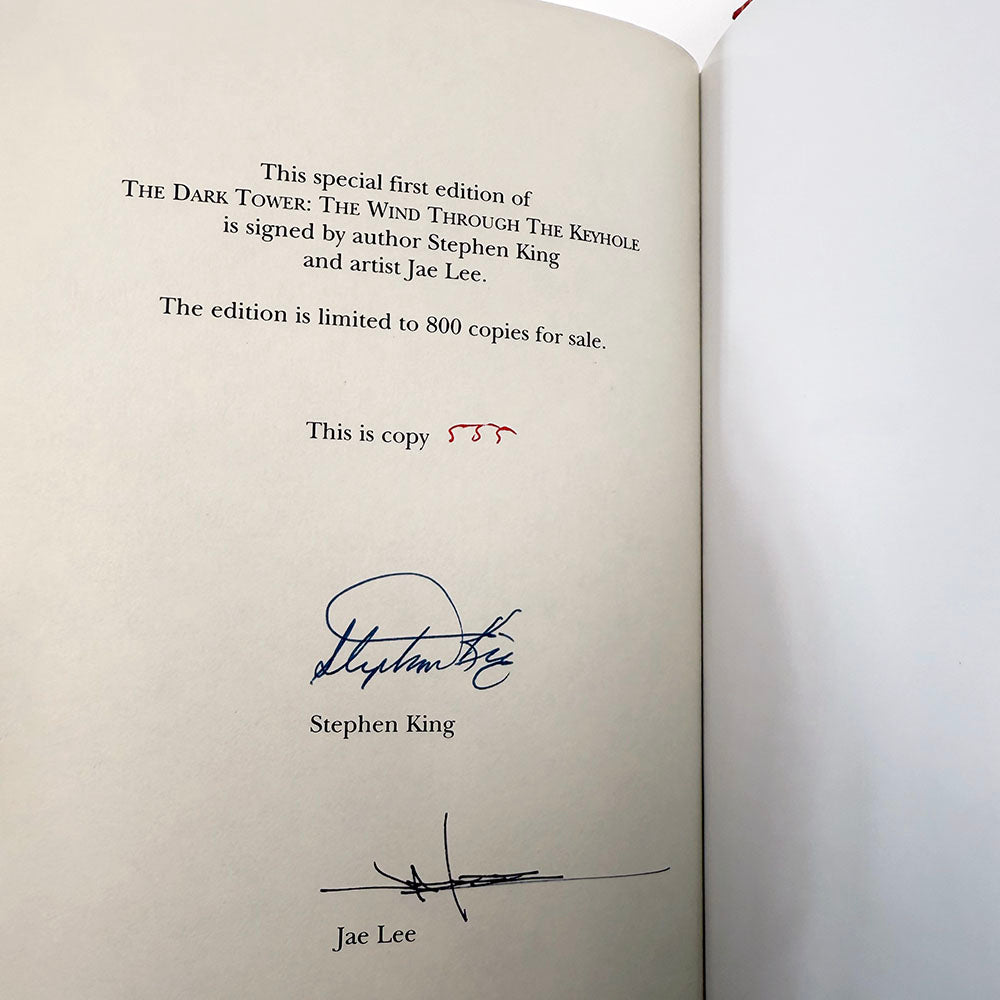 This special first edition of
THE DARK TOWER: THE WIND THROUGH THE KEYHOLE
is signed by author Stephen King
and artist Jae Lee.
The edition is limited to 800 copies for sale.
This is copy 555
Stephen King
Stephen King
Jae Lee